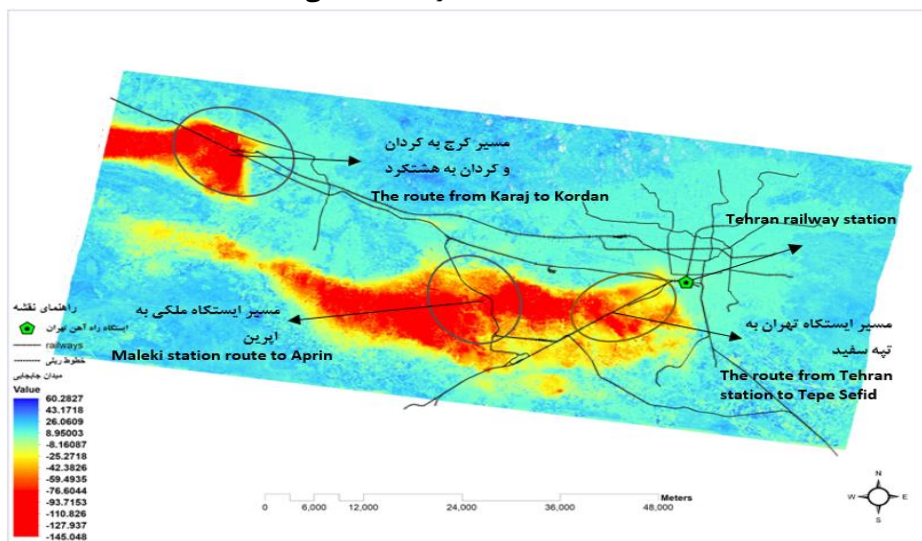 مسیر کرج به کردان
و کردان به هشتگرد
The route from Karaj to Kordan
Tehran railway station
مسیر ایستگاه ملکی به
اپرین
Maleki station route to Aprin
مسیر ایستگاه تهران به
تپه سفید
The route from Tehran
station to Tepe Sefid
راهنمای نقشه
ایستگاه راه آهن تهران
railways
خطوط ریلی
میدان جابجایی
Value
60.2827
43.1718
26.0609
8.95003
-8.16087
-25.2718
-42.3826
-59.4935
-76.6044
-93.7153
-110.826
-127.937
-145.048
Meters
0 6,000 12,000 24,000 36,000 48,000
N
W E
S